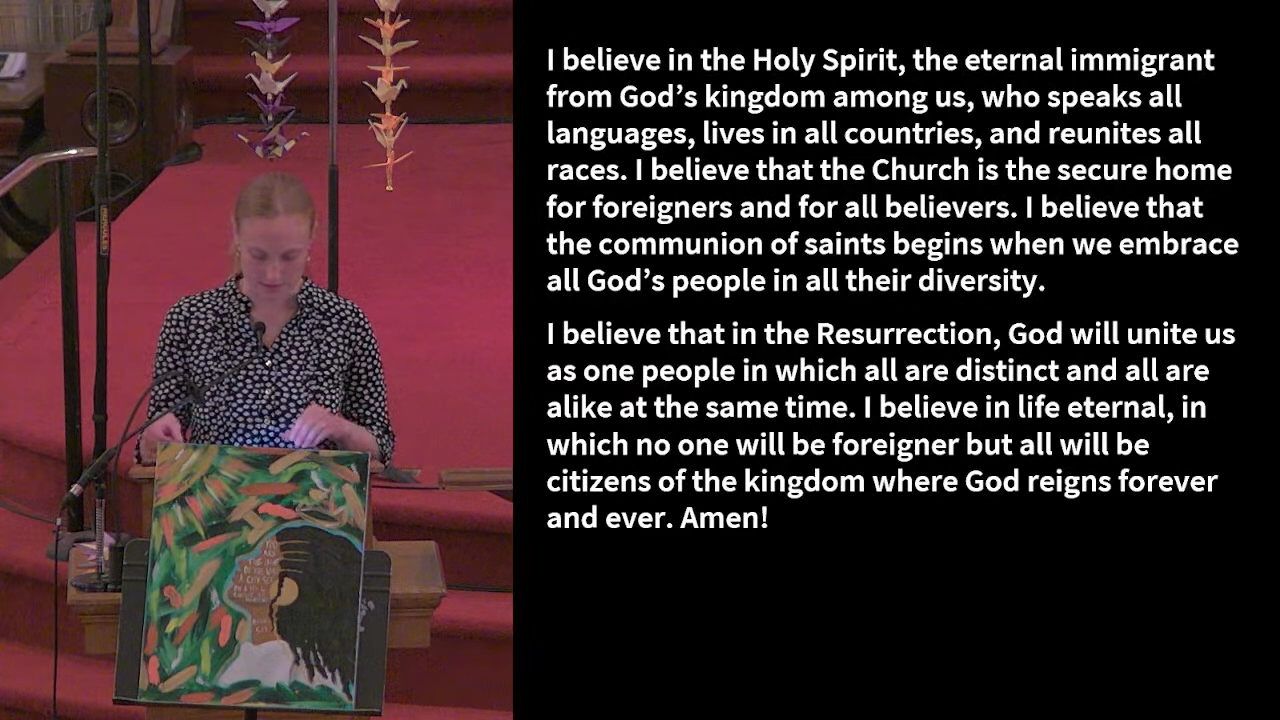 I believe in the Holy Spirit, the eternal immigrant
from God’s kingdom among us, who speaks all
languages, lives in all countries, and reunites all
races. I believe that the Church is the secure home
for foreigners and for all believers. I believe that
the communion of saints begins when we embrace
all God’s people in all their diversity.
I believe that in the Resurrection, God will unite us
as one people in which all are distinct and all are
alike at the same time. I believe in life eternal, in
which no one will be foreigner but all will be
citizens of the kingdom where God reigns forever
and ever. Amen!
HERCULES